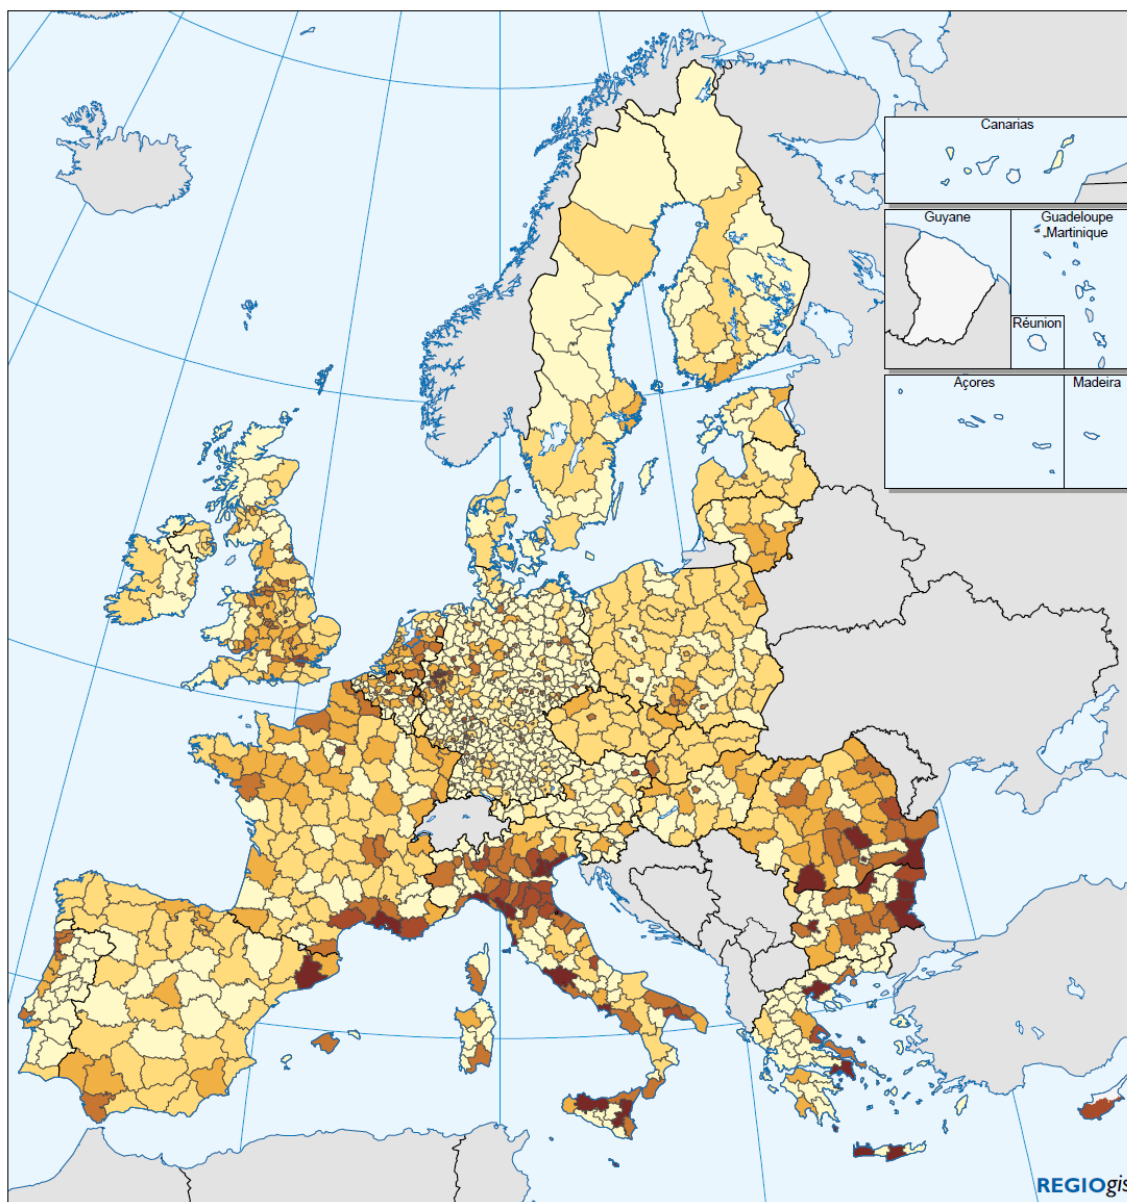 Canarias
Guyane
Guadeloupe
Martinique
Réunion
Açores
Madeira
REGIOgis